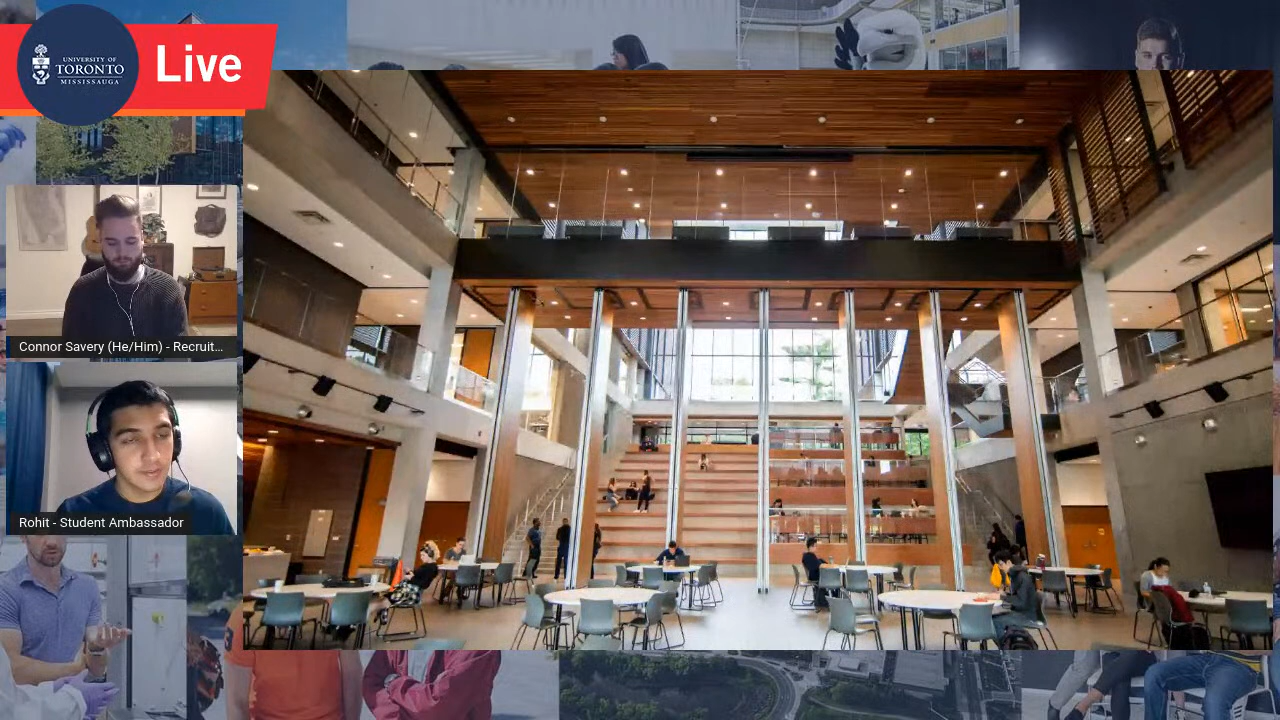 UNIVERSITY OF
TORONTO
MISSISSAUGA
Live
Connor Savery (He/Him) - Recruit...
Rohit - Student Ambassador